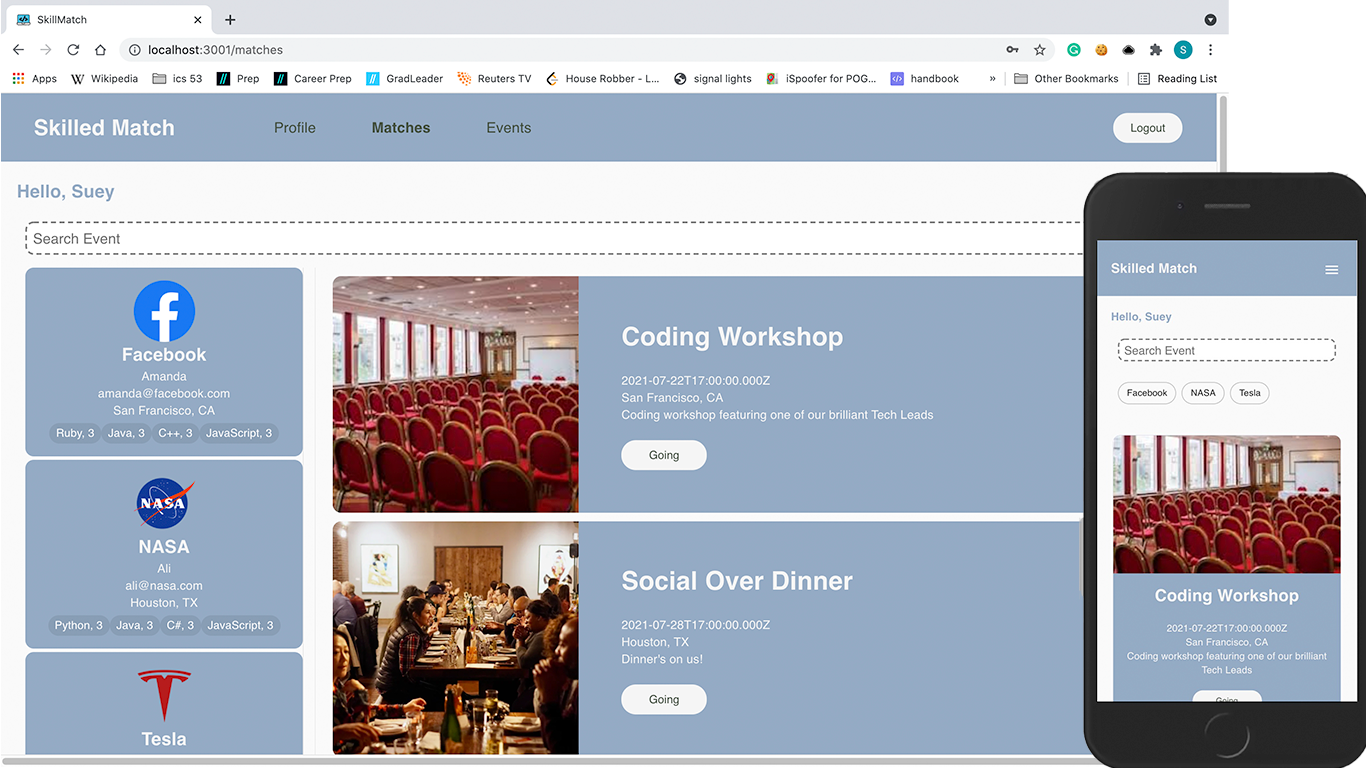 SkillMatch
localhost:3001/matches
S
Apps
Wikipedia
ics 53
Prep
Career Prep
GradLeader
Reuters TV
House Robber - L...
signal lights
iSpoofer for POG...
handbook
»
Other Bookmarks
Reading List
Skilled Match
Profile
Matches
Events
Logout
Hello, Suey
Search Event
Facebook
Amanda
amanda@facebook.com
San Francisco, CA
Ruby, 3 Java, 3 C++, 3 JavaScript, 3
NASA
NASA
Ali
ali@nasa.com
Houston, TX
Python, 3 Java, 3 C#, 3 JavaScript, 3
Tesla
Coding Workshop
2021-07-22T17:00:00.000Z
San Francisco, CA
Coding workshop featuring one of our brilliant Tech Leads
Going
Social Over Dinner
2021-07-28T17:00:00.000Z
Houston, TX
Dinner's on us!
Going
Skilled Match
Hello, Suey
Search Event
Facebook NASA Tesla
Coding Workshop
2021-07-22T17:00:00.000Z
San Francisco, CA
Coding workshop featuring one of our brilliant
Tech Leads
Going